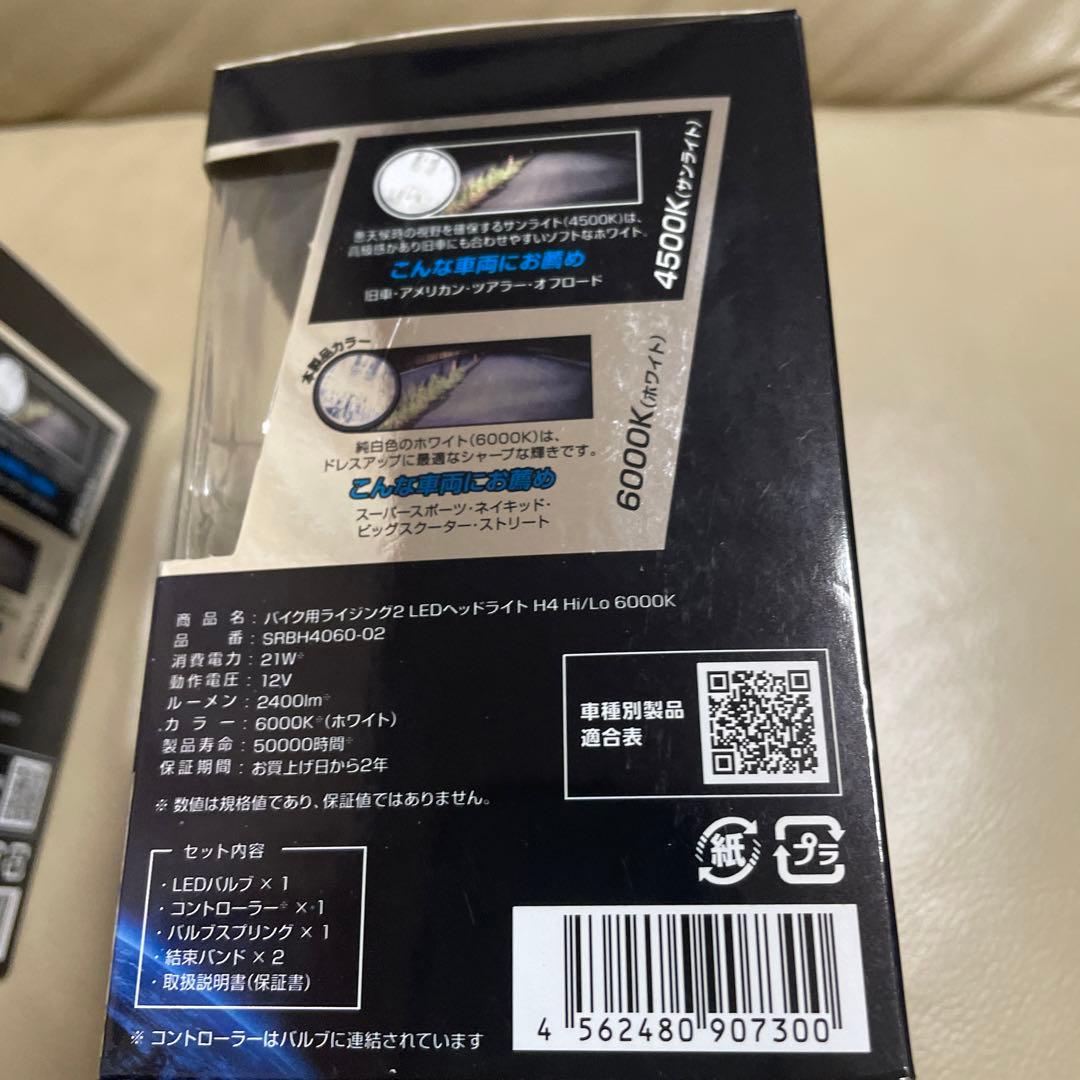 悪天候時の視野を確保するサンライト(4500K)は、
高級感があり旧車にも合わせやすいソフトなホワイト。
こんな車両にお薦め
旧車・アメリカン・ツアラー・オフロード
4500K(サンライト)
本製品カラー
純白色のホワイト(6000K)は、
ドレスアップに最適なシャープな輝きです。
こんな車両にお薦め
スーパースポーツ・ネイキッド・
ビッグスクーター・ストリート
6000K(ホワイト)
商品名:バイク用ライジング2 LEDヘッドライト H4 Hi/Lo 6000K
品番:SRBH4060-02
消費電力:21W※
動作電圧:12V
ルーメン:2400lm※
カラー:6000K※(ホワイト)
製品寿命:50000時間※
保証期間:お買上げ日から2年
※ 数値は規格値であり、保証値ではありません。
車種別製品
適合表
セット内容
・LEDバルブ × 1
・コントローラー※ × 1
・バルブスプリング × 1
・結束バンド × 2
・取扱説明書(保証書)
※ コントローラーはバルブに連結されています
紙
プラ
4 562480 907300